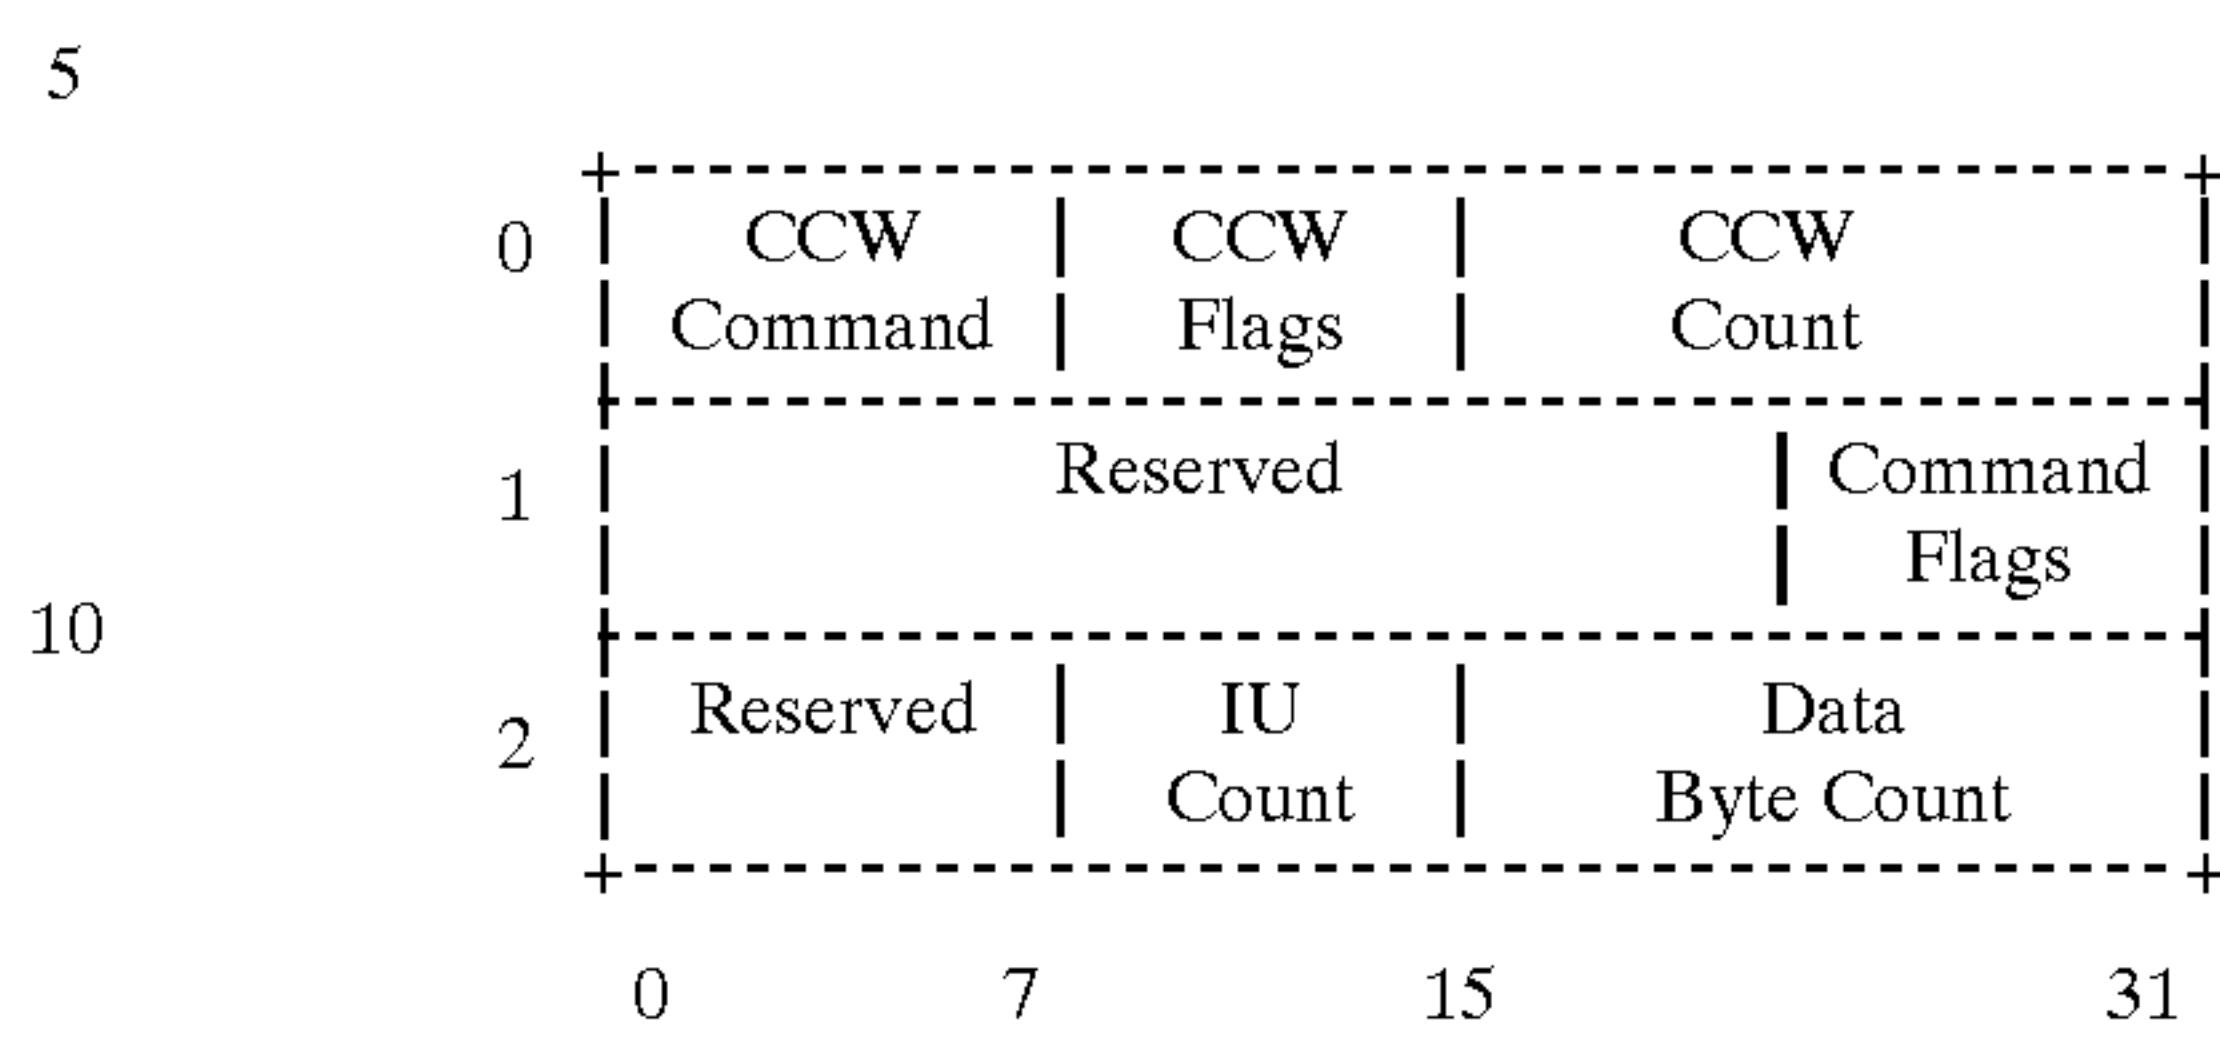 5
0 CCW CCW CCW
Command Flags Count
1 Reserved Command
Flags
10
2 Reserved IU Data
Count Byte Count
0 7 15 31